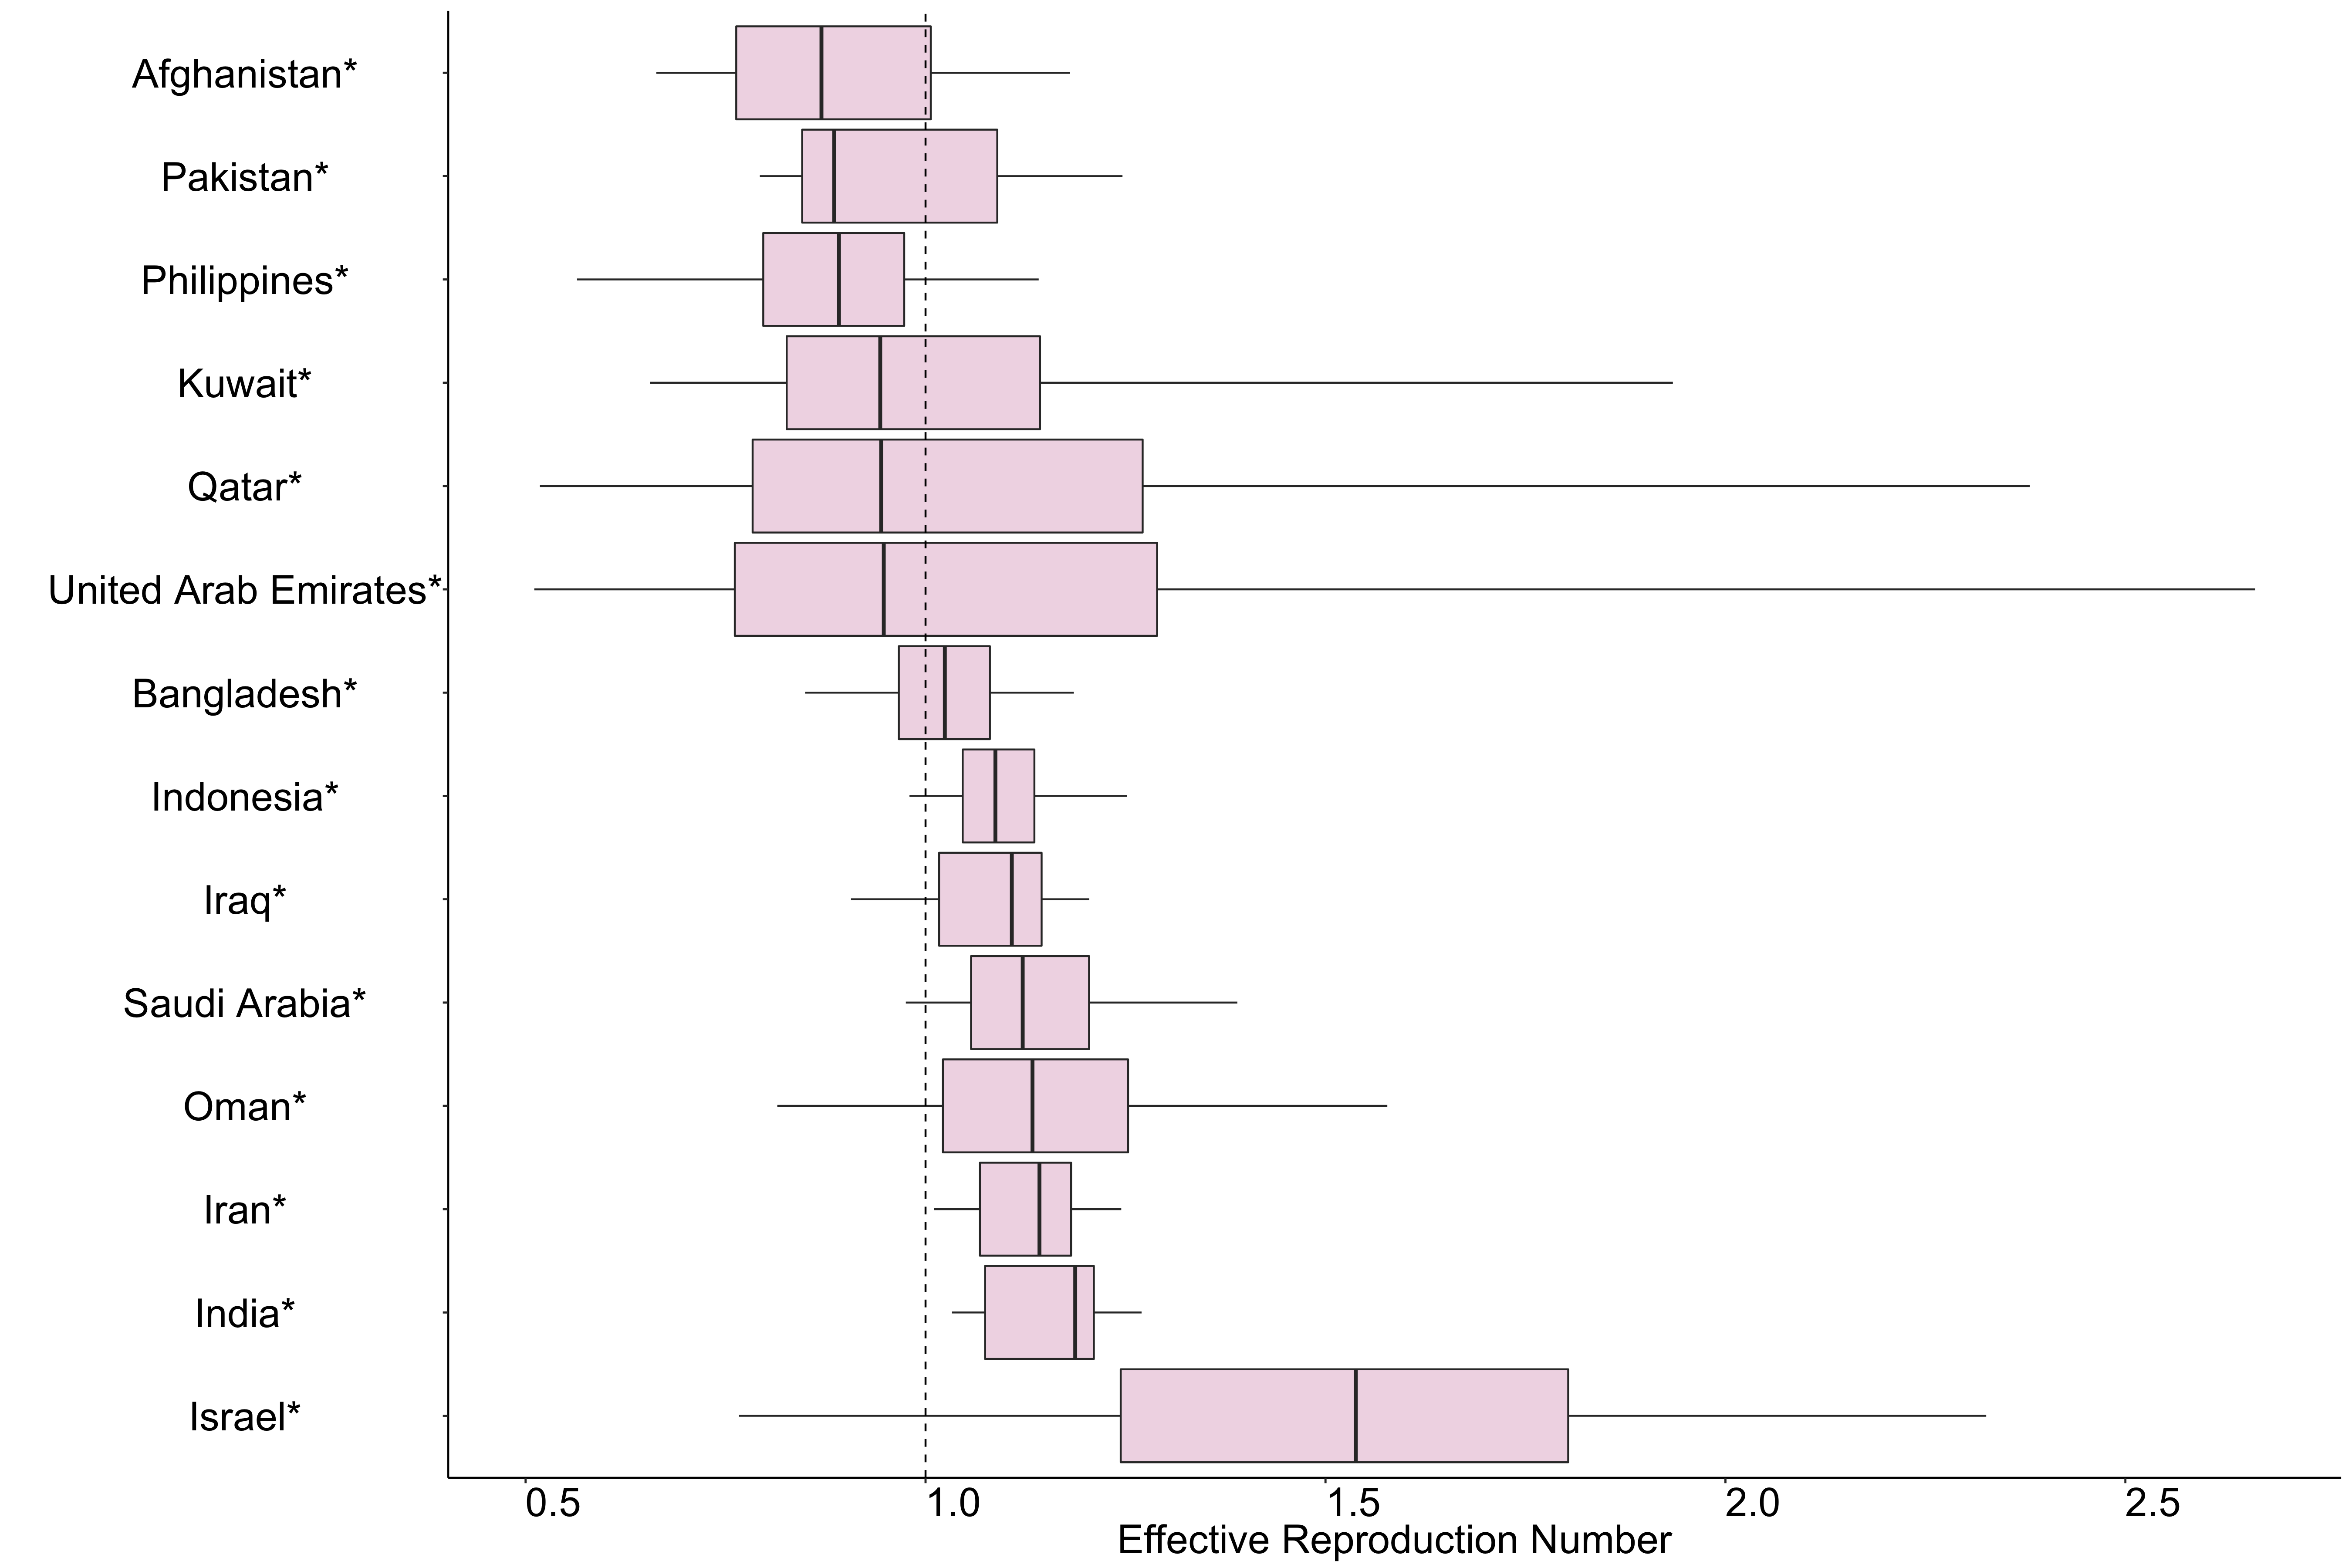 Afghanistan*
Pakistan*
Philippines*
Kuwait*
Qatar*
United Arab Emirates*
Bangladesh*
Indonesia*
Iraq*
Saudi Arabia*
Oman*
Iran*
India*
Israel*
0.5 1.0 1.5 2.0 2.5
Effective Reproduction Number